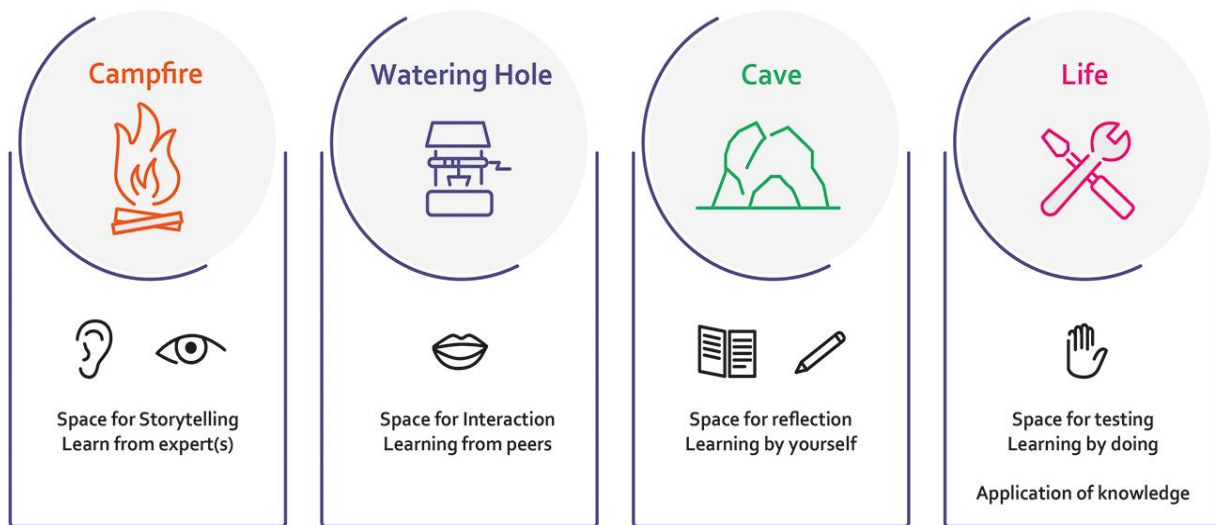 Campfire
Space for Storytelling
Learn from expert(s)
Watering Hole
Space for Interaction
Learning from peers
Cave
Space for reflection
Learning by yourself
Life
Space for testing
Learning by doing
Application of knowledge